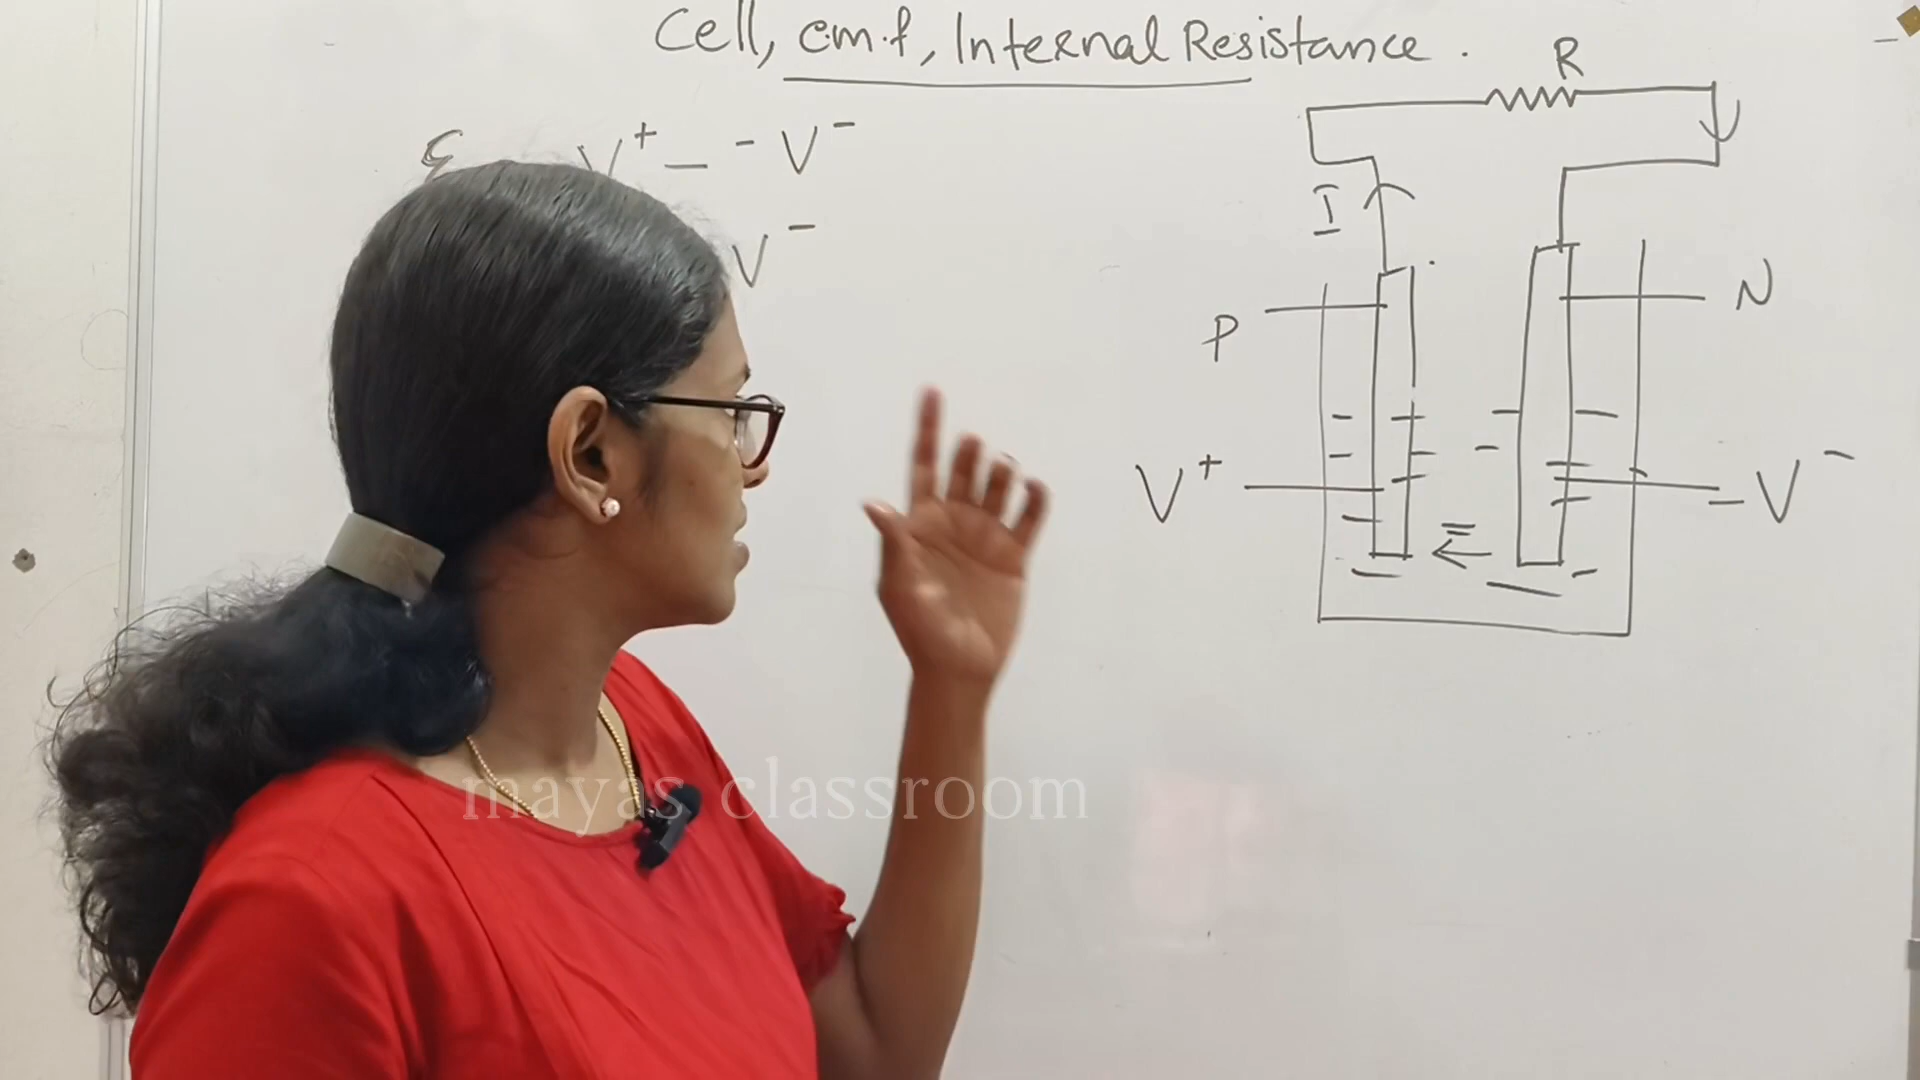 Cell, e.m.f, Internal Resistance.
R
ε V⁺ - - V⁻
I
V⁻
P
N
V⁺
-V⁻
mayas classroom